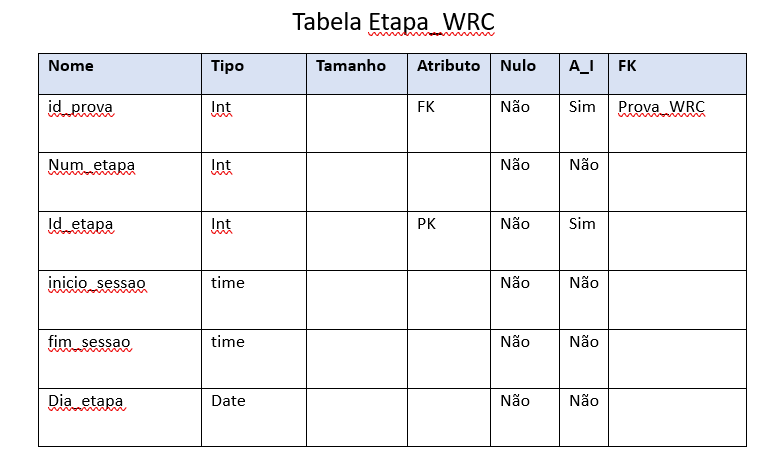 Tabela Etapa_WRC
Nome Tipo Tamanho Atributo Nulo A_I FK
id_prova Int FK Não Sim Prova_WRC
Num_etapa Int Não Não
Id_etapa Int PK Não Sim
inicio_sessao time Não Não
fim_sessao time Não Não
Dia_etapa Date Não Não